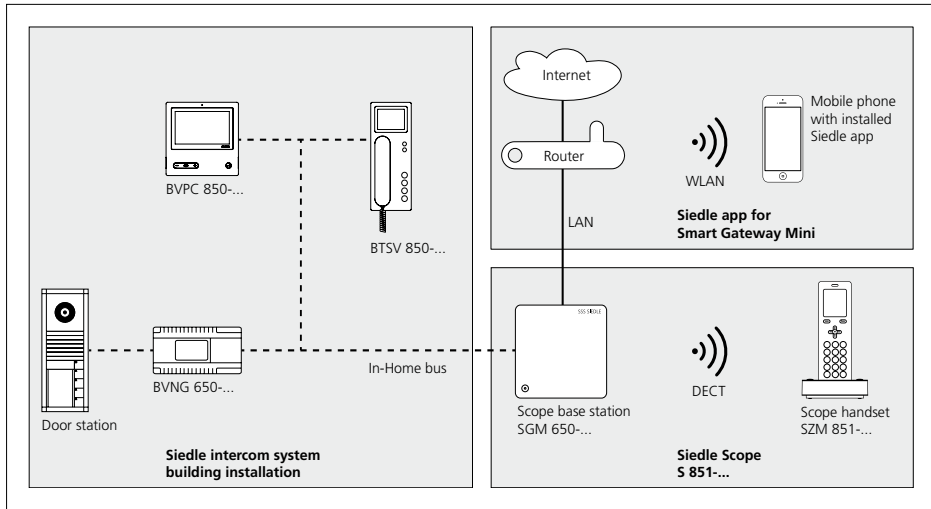 BVPC 850-...
BTSV 850-...
Door station
BVNG 650-...
In-Home bus
Siedle intercom system
building installation
Internet
Router
LAN
WLAN
Mobile phone
with installed
Siedle app
Siedle app for
Smart Gateway Mini
SSS SIEDLE
Scope base station
SGM 650-...
DECT
Scope handset
SZM 851-...
Siedle Scope
S 851-...